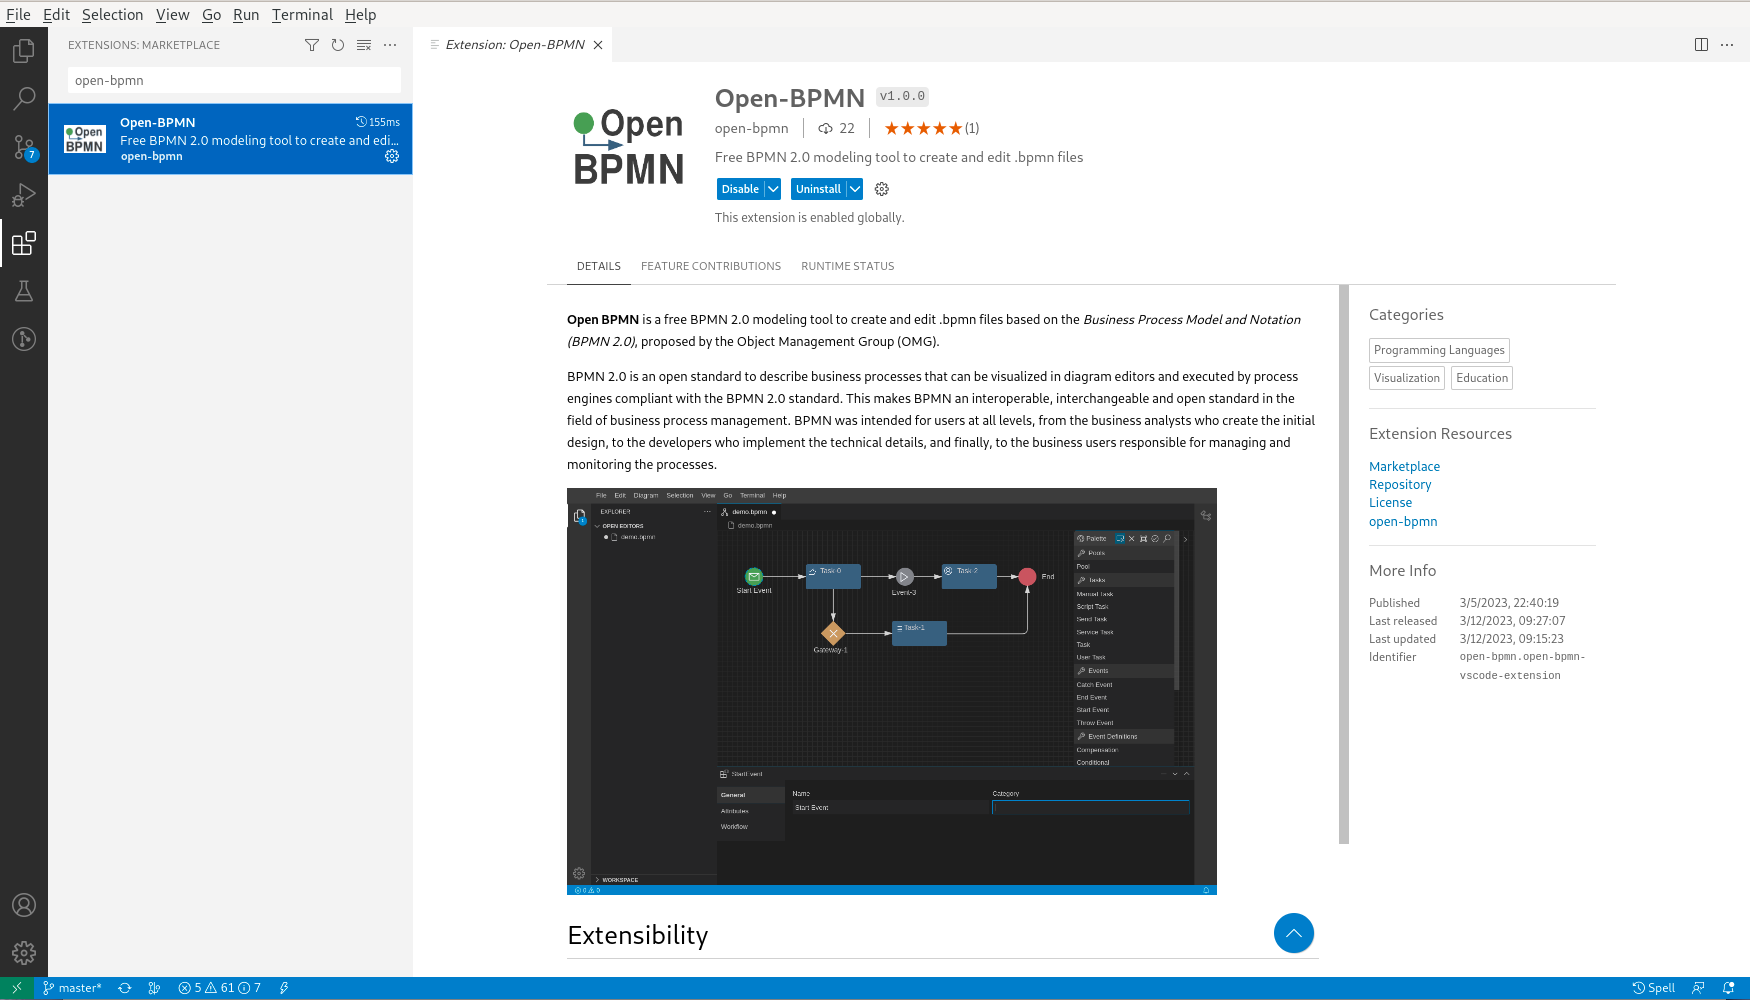 File Edit Selection View Go Run Terminal Help
EXTENSIONS: MARKETPLACE
open-bpmn
Open-BPMN 155ms
Free BPMN 2.0 modeling tool to create and edi...
open-bpmn
7
Extension: Open-BPMN
Open
BPMN
Open-BPMN v1.0.0
open-bpmn 22 (1)
Free BPMN 2.0 modeling tool to create and edit .bpmn files
Disable Uninstall
This extension is enabled globally.
DETAILS FEATURE CONTRIBUTIONS RUNTIME STATUS
Open BPMN is a free BPMN 2.0 modeling tool to create and edit .bpmn files based on the Business Process Model and Notation
(BPMN 2.0), proposed by the Object Management Group (OMG).
BPMN 2.0 is an open standard to describe business processes that can be visualized in diagram editors and executed by process
engines compliant with the BPMN 2.0 standard. This makes BPMN an interoperable, interchangeable and open standard in the
field of business process management. BPMN was intended for users at all levels, from the business analysts who create the initial
design, to the developers who implement the technical details, and finally, to the business users responsible for managing and
monitoring the processes.
File Edit Diagram Selection View Go Terminal Help
EXPLORER
OPEN EDITORS
demo.bpmn
demo.bpmn
demo.bpmn
Start Event
Task-0
Event-3
Task-2
End
Gateway-1
Task-1
Palette
Pools
Pool
Tasks
Manual Task
Script Task
Send Task
Service Task
Task
User Task
Events
Catch Event
End Event
Start Event
Throw Event
Event Definitions
Compensation
Conditional
StartEvent
General
Attributes
Workflow
Name
Start Event
Category
WORKSPACE
0 0
Extensibility
Categories
Programming Languages
Visualization Education
Extension Resources
Marketplace
Repository
License
open-bpmn
More Info
Published 3/5/2023, 22:40:19
Last released 3/12/2023, 09:27:07
Last updated 3/12/2023, 09:15:23
Identifier open-bpmn.open-bpmn-
vscode-extension
master* 5 61 7 Spell